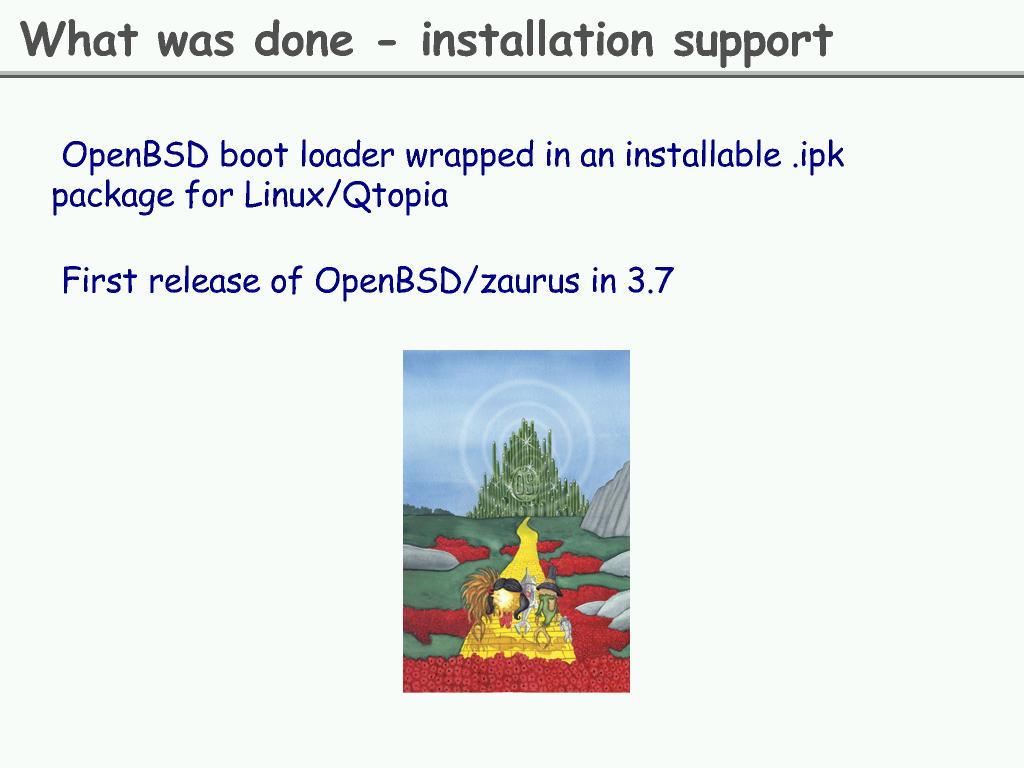 What was done - installation support
OpenBSD boot loader wrapped in an installable .ipk
package for Linux/Qtopia
First release of OpenBSD/zaurus in 3.7
OS